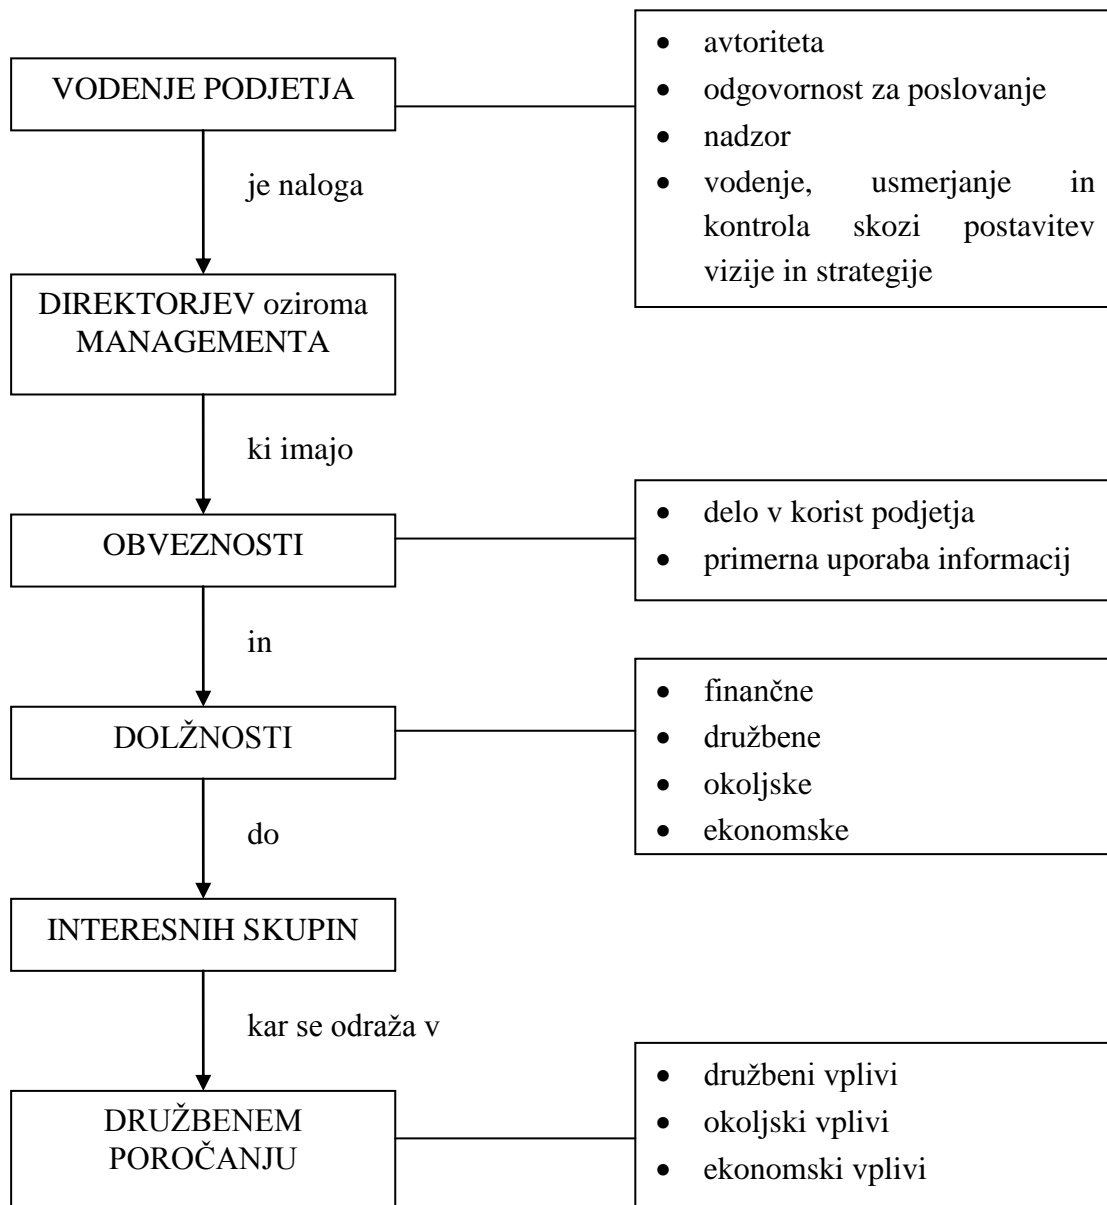 VODENJE PODJETJA
• avtoriteta
• odgovornost za poslovanje
• nadzor
• vodenje, usmerjanje in
kontrola skozi postavitev
vizije in strategije
je naloga
DIREKTORJEV oziroma
MANAGEMENTA
ki imajo
OBVEZNOSTI
• delo v korist podjetja
• primerna uporaba informacij
in
DOLŽNOSTI
• finančne
• družbene
• okoljske
• ekonomske
do
INTERESNIH SKUPIN
kar se odraža v
DRUŽBENEM
POROČANJU
• družbeni vplivi
• okoljski vplivi
• ekonomski vplivi